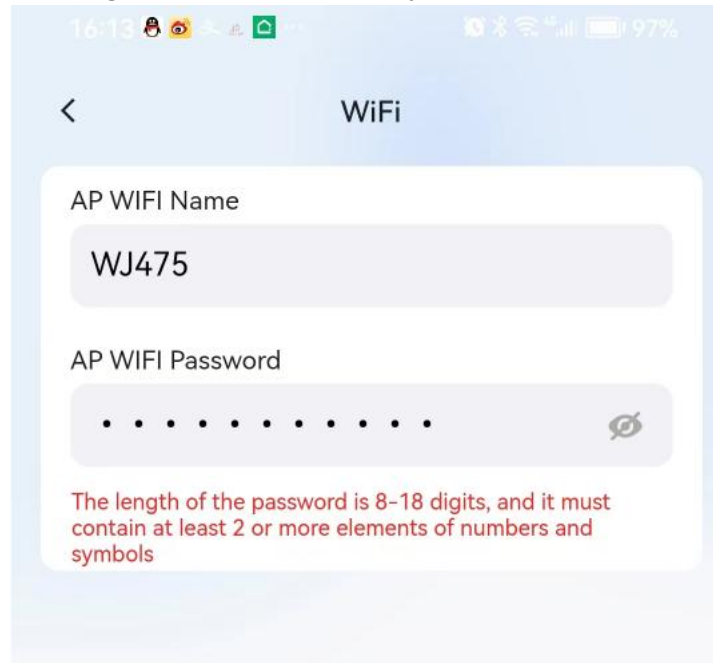 16:13
97%
WiFi
AP WIFI Name
WJ475
AP WIFI Password
The length of the password is 8-18 digits, and it must
contain at least 2 or more elements of numbers and
symbols